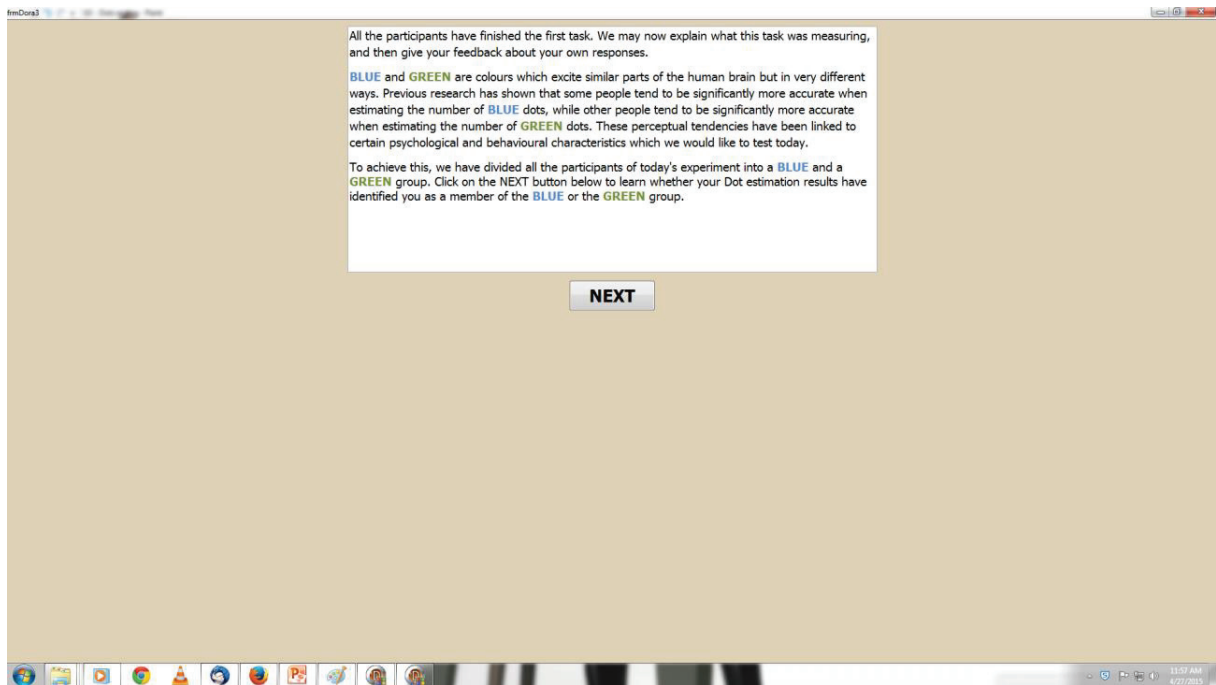 frmDora3
All the participants have finished the first task. We may now explain what this task was measuring,
and then give your feedback about your own responses.
BLUE and GREEN are colours which excite similar parts of the human brain but in very different
ways. Previous research has shown that some people tend to be significantly more accurate when
estimating the number of BLUE dots, while other people tend to be significantly more accurate
when estimating the number of GREEN dots. These perceptual tendencies have been linked to
certain psychological and behavioural characteristics which we would like to test today.
To achieve this, we have divided all the participants of today's experiment into a BLUE and a
GREEN group. Click on the NEXT button below to learn whether your Dot estimation results have
identified you as a member of the BLUE or the GREEN group.
NEXT
11:57 AM
4/27/2015